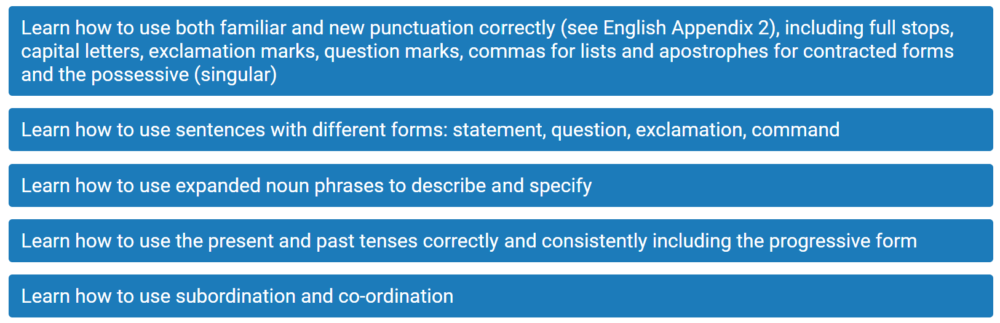 Learn how to use both familiar and new punctuation correctly (see English Appendix 2), including full stops,
capital letters, exclamation marks, question marks, commas for lists and apostrophes for contracted forms
and the possessive (singular)
Learn how to use sentences with different forms: statement, question, exclamation, command
Learn how to use expanded noun phrases to describe and specify
Learn how to use the present and past tenses correctly and consistently including the progressive form
Learn how to use subordination and co-ordination